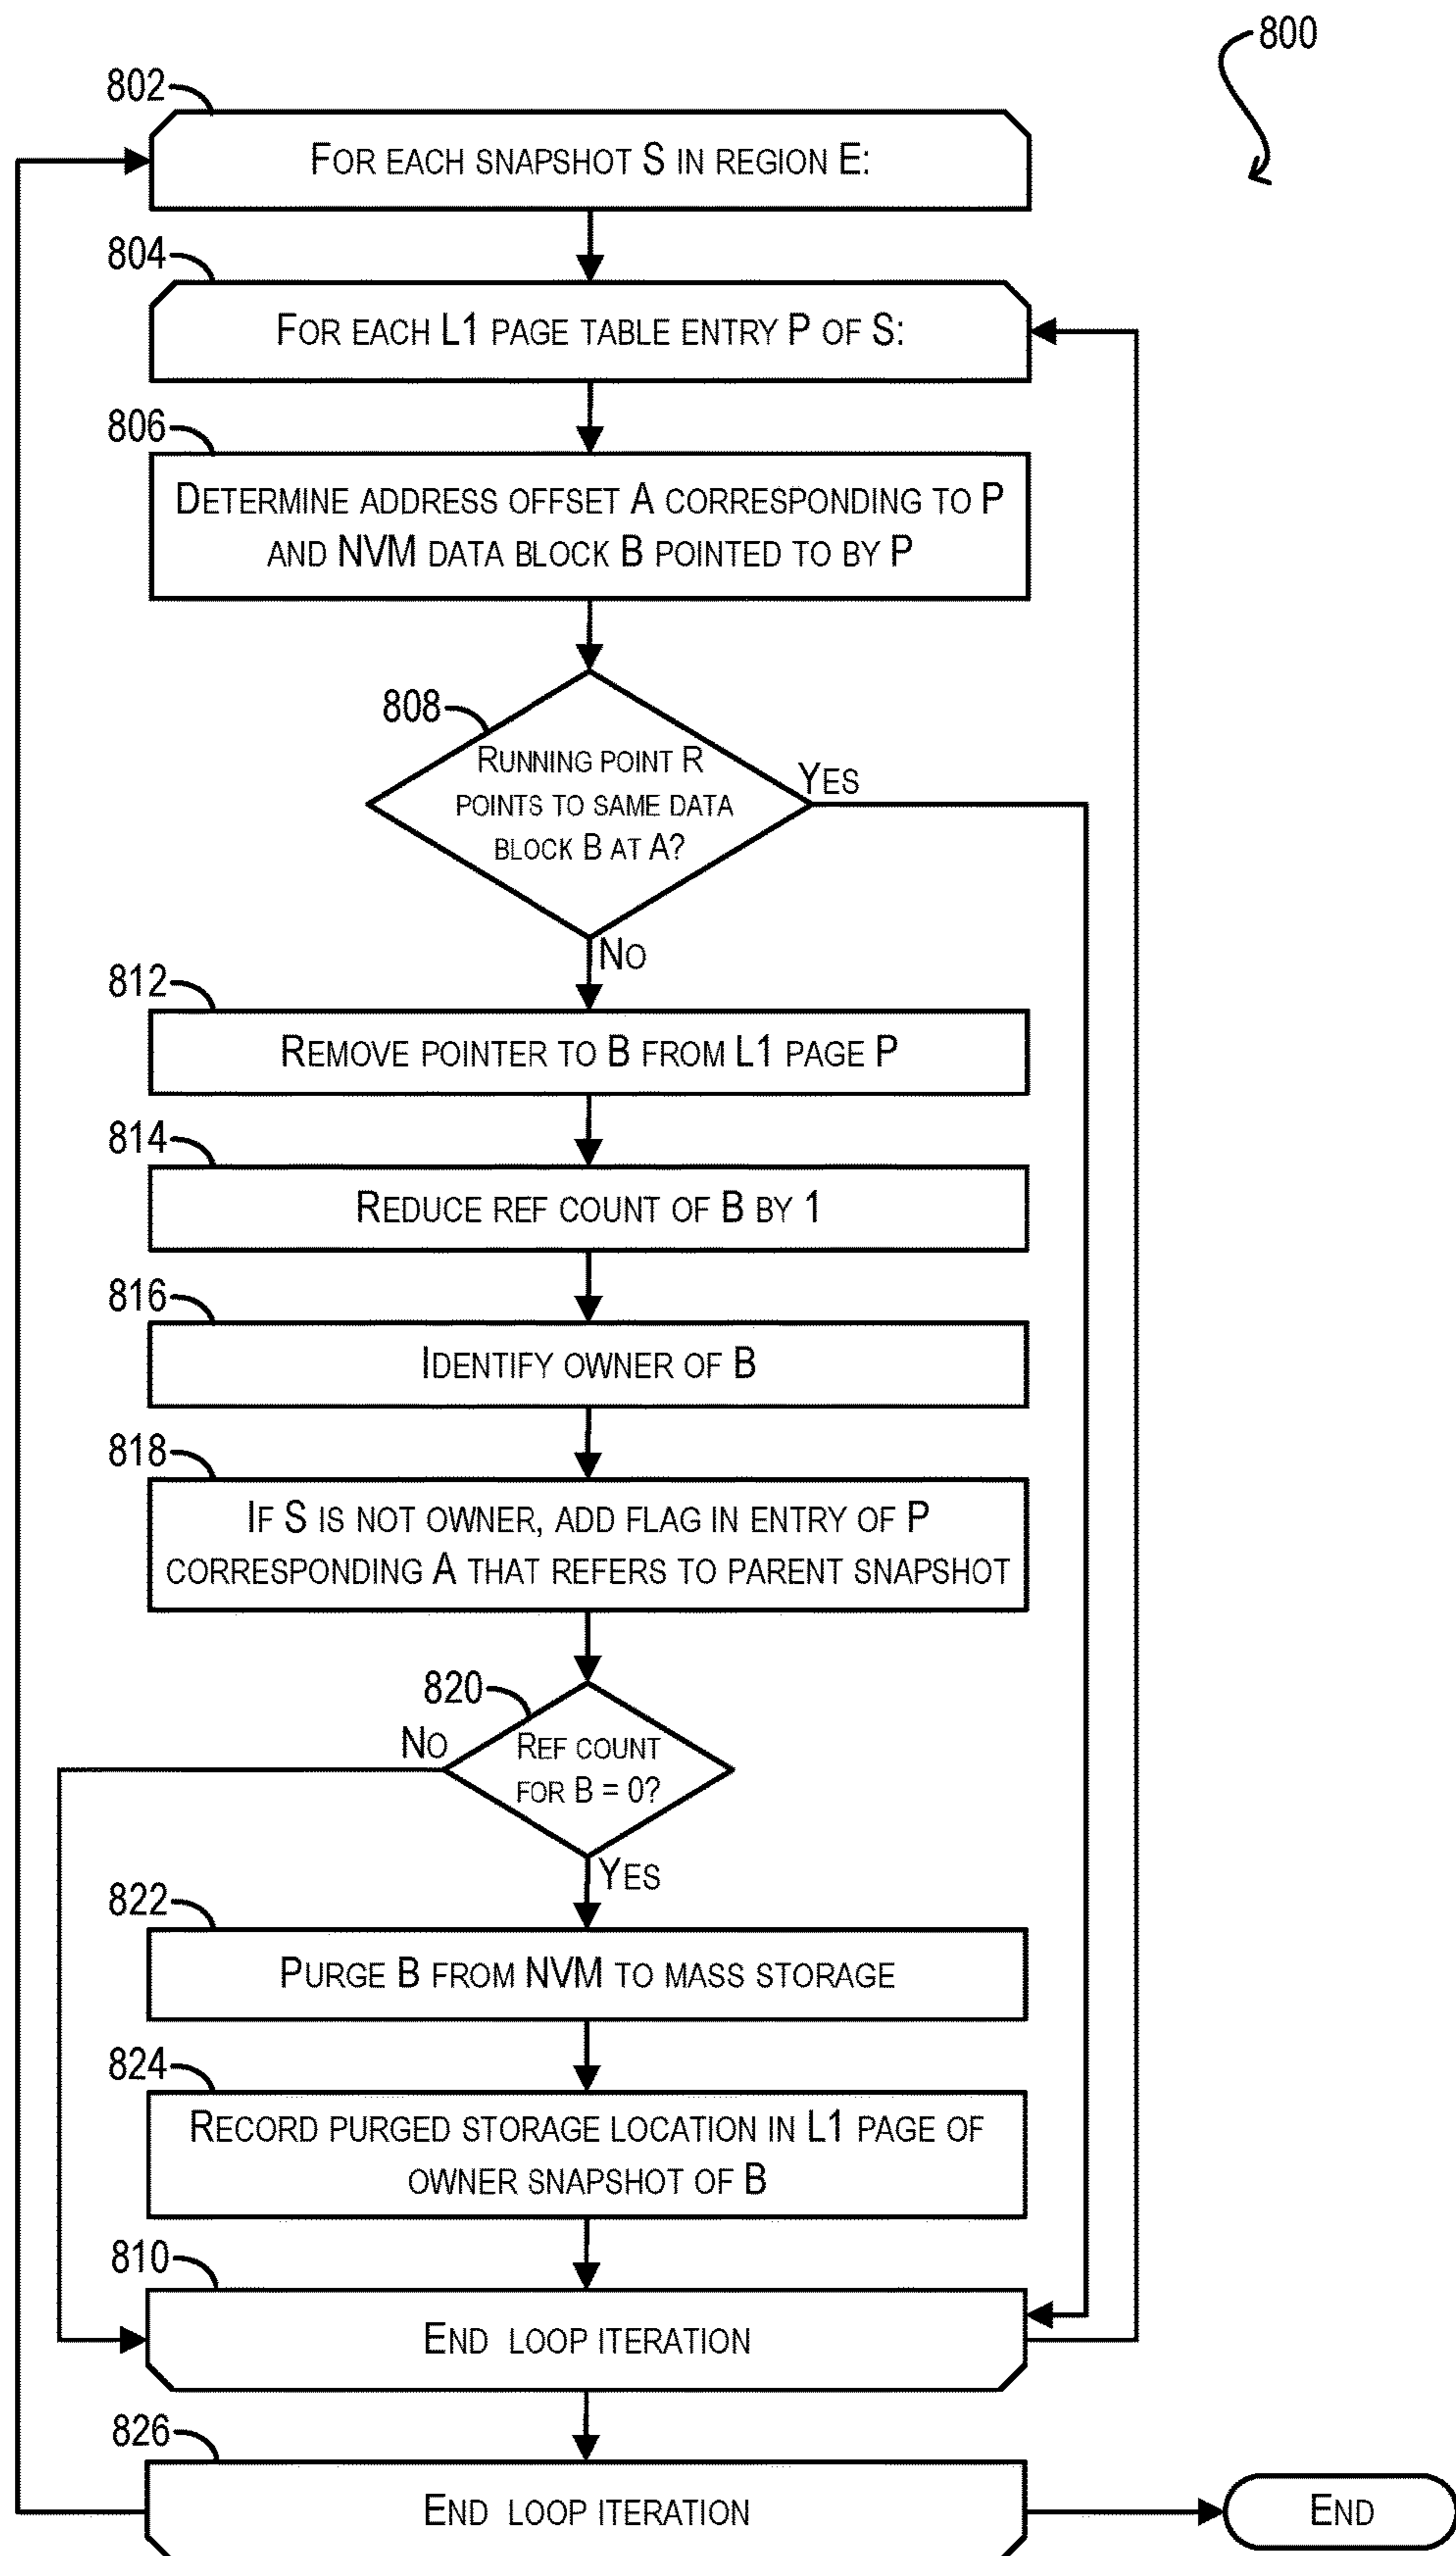 800
802
FOR EACH SNAPSHOT S IN REGION E:
804
FOR EACH L1 PAGE TABLE ENTRY P OF S:
806
DETERMINE ADDRESS OFFSET A CORRESPONDING TO P
AND NVM DATA BLOCK B POINTED TO BY P
808
RUNNING POINT R
POINTS TO SAME DATA
BLOCK B AT A?
YES
NO
812
REMOVE POINTER TO B FROM L1 PAGE P
814
REDUCE REF COUNT OF B BY 1
816
IDENTIFY OWNER OF B
818
IF S IS NOT OWNER, ADD FLAG IN ENTRY OF P
CORRESPONDING A THAT REFERS TO PARENT SNAPSHOT
820
NO
REF COUNT
FOR B = 0?
YES
822
PURGE B FROM NVM TO MASS STORAGE
824
RECORD PURGED STORAGE LOCATION IN L1 PAGE OF
OWNER SNAPSHOT OF B
810
END LOOP ITERATION
826
END LOOP ITERATION
END